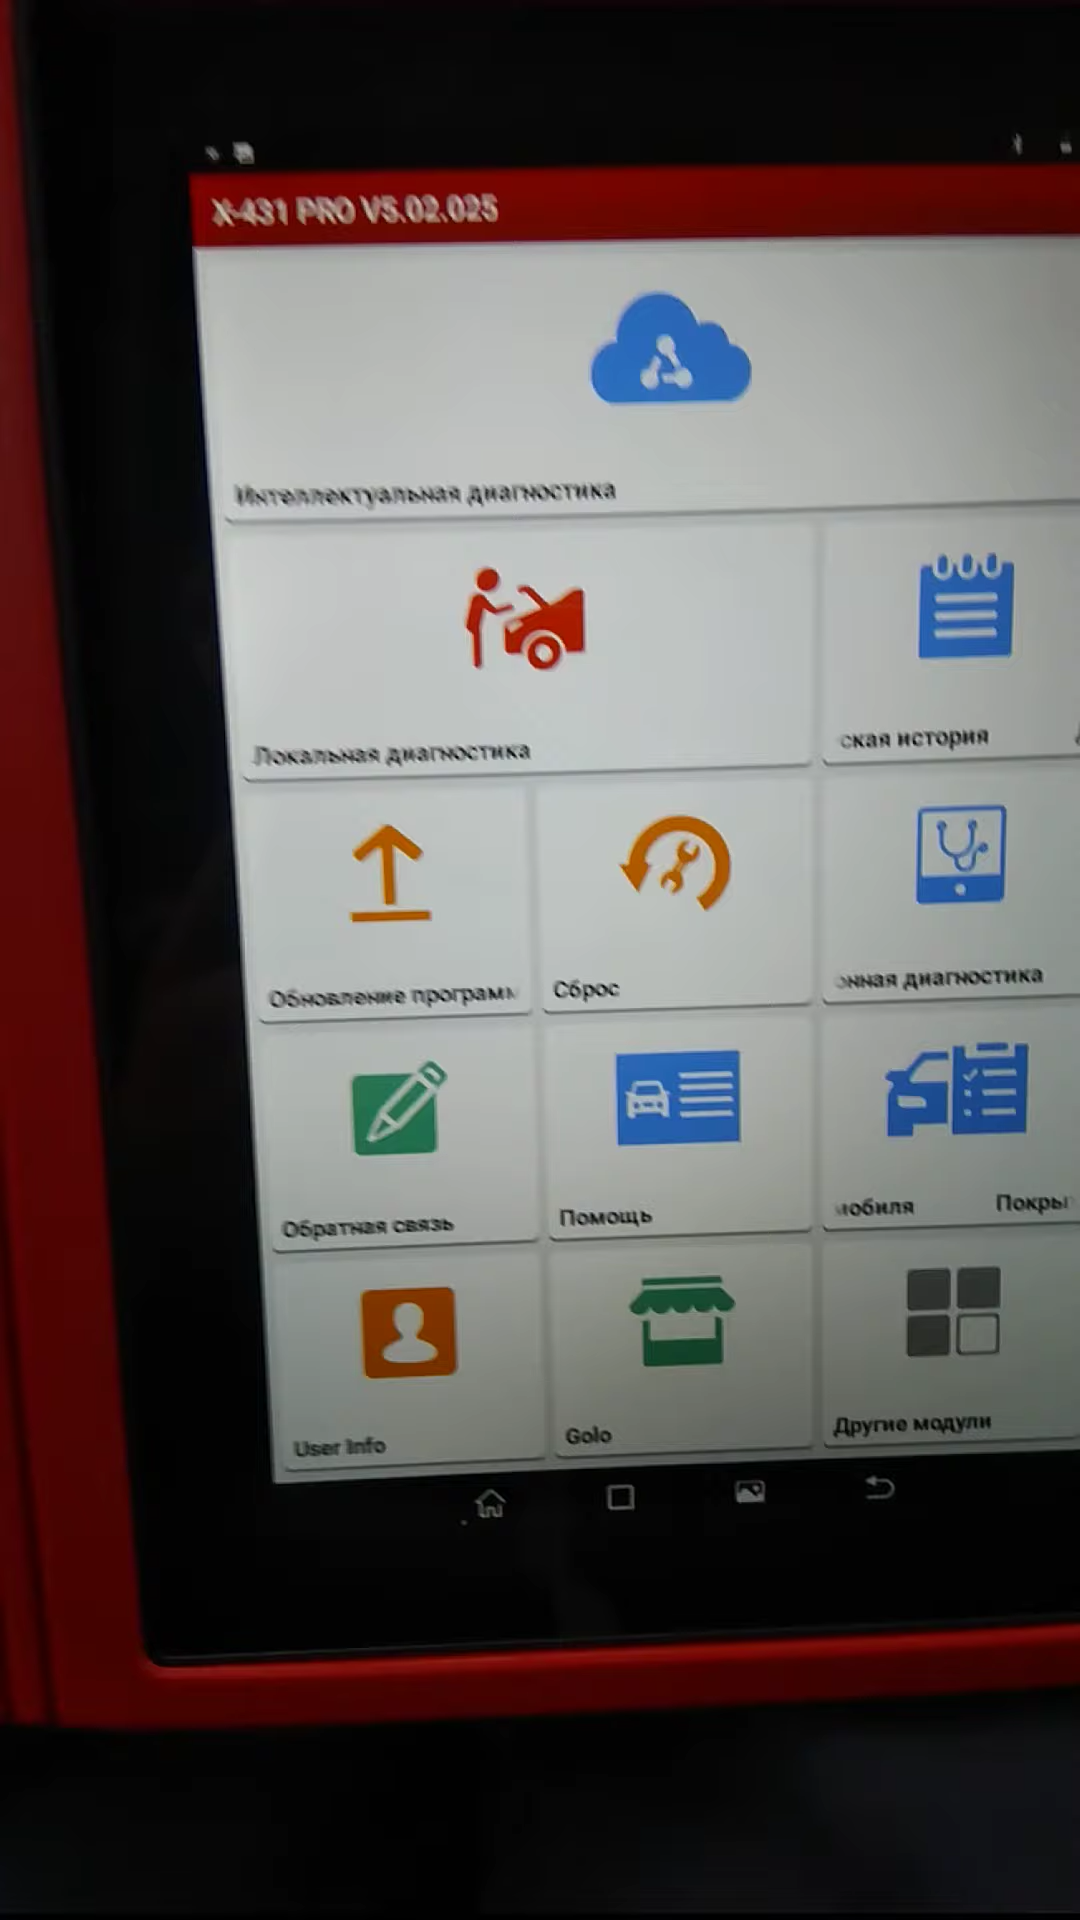 X-431 PRO V5.02.025
Интеллектуальная диагностика
Локальная диагностика
ская история
Обновление програм
Сброс
нная диагностика
Обратная связь
Помощь
мобиля Покры
User Info
Golo
Другие модули